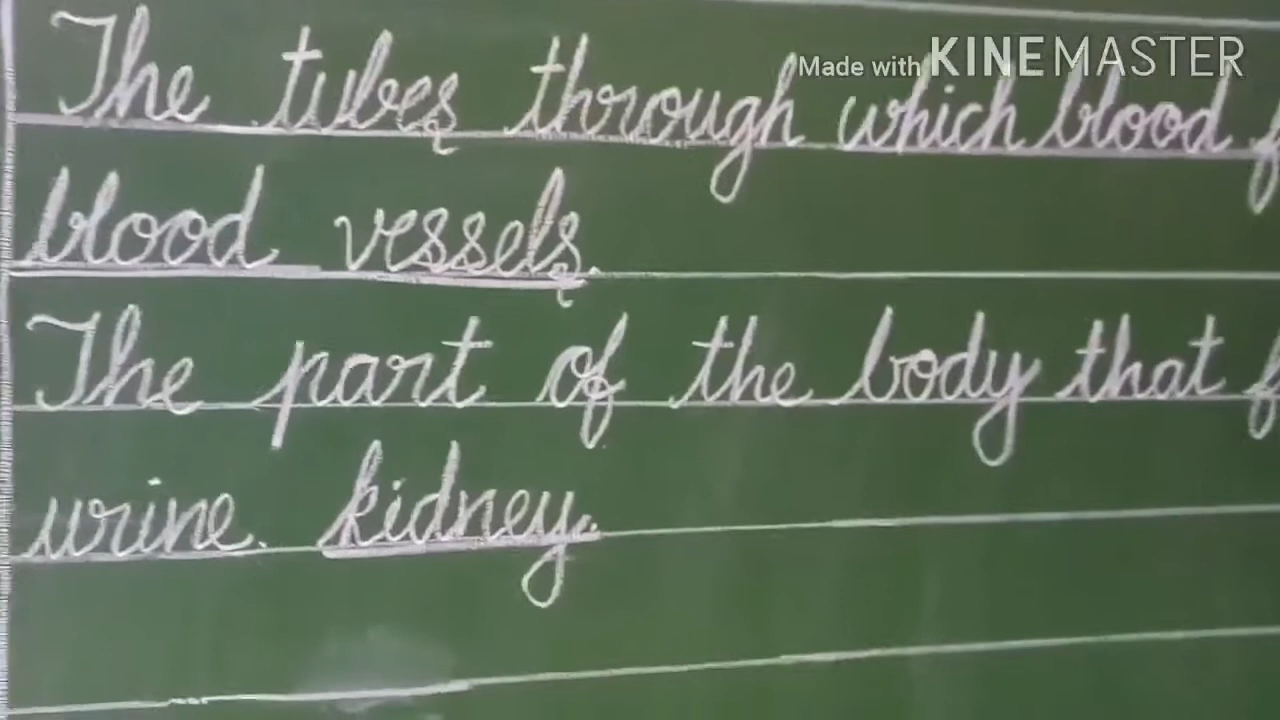 Made with KINEMASTER
The tubes through which blood
blood vessels.
The part of the body that
urine. kidney.